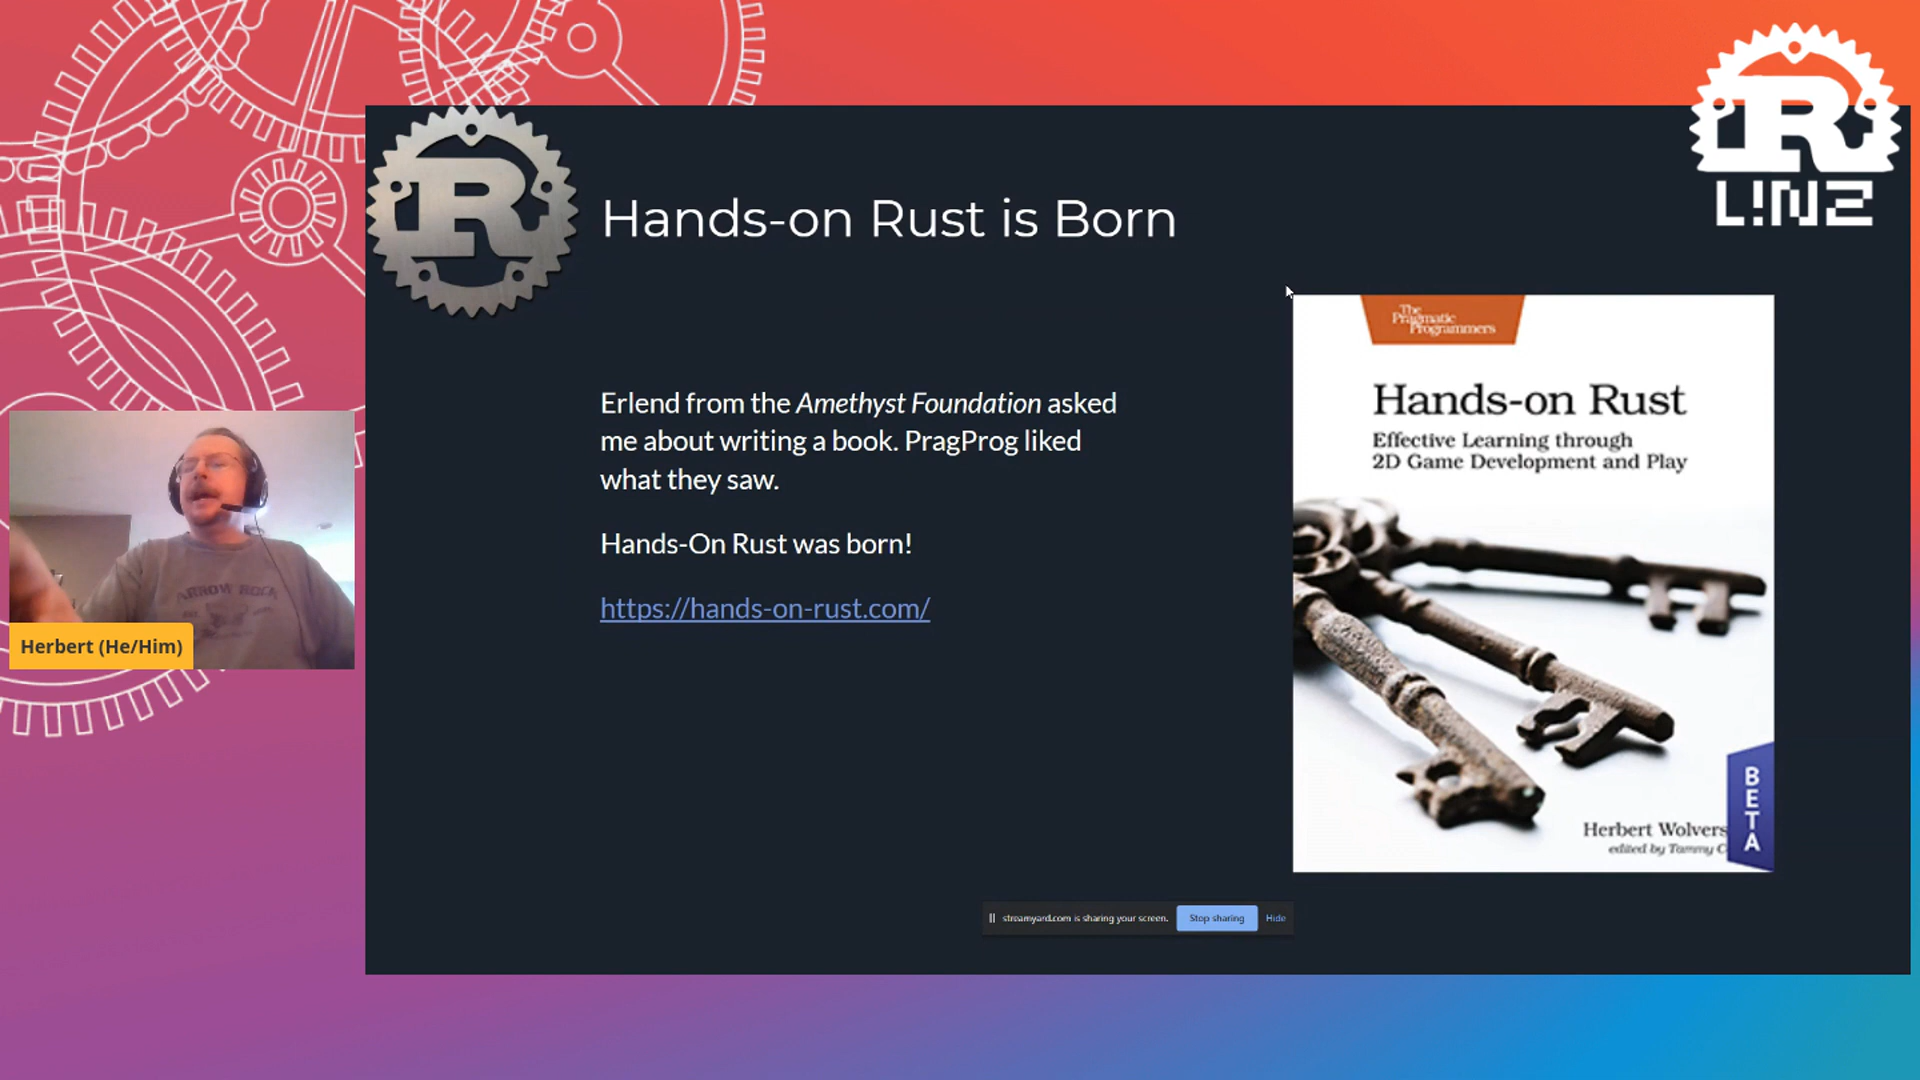 R
L!NZ
R
Hands-on Rust is Born
Erlend from the Amethyst Foundation asked
me about writing a book. PragProg liked
what they saw.
Hands-On Rust was born!
https://hands-on-rust.com/
The
Pragmatic
Programmers
Hands-on Rust
Effective Learning through
2D Game Development and Play
Herbert Wolvers
edited by Tammy C
BETA
ARROW ROCK
Herbert (He/Him)
streamyard.com is sharing your screen.
Stop sharing
Hide